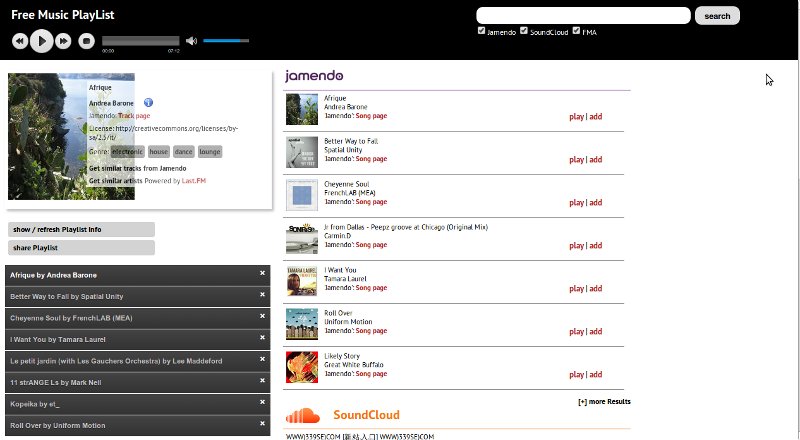 Free Music PlayList
search
Jamendo SoundCloud FMA
00:00 07:12
Afrique
Andrea Barone
Jamendo: Track page
License: http://creativecommons.org/licenses/by-
sa/2.5/it/
Genre: electronic house dance lounge
Get similar tracks from Jamendo
Get similar artists Powered by Last.FM
show / refresh Playlist info
share Playlist
Afrique by Andrea Barone
Better Way to Fall by Spatial Unity
Cheyenne Soul by FrenchLAB (MEA)
I Want You by Tamara Laurel
Le petit jardin (with Les Gauchers Orchestra) by Lee Maddeford
11 strANGE Ls by Mark Neil
Kopeika by et_
Roll Over by Uniform Motion
jamendo
Afrique
Andrea Barone
Jamendo': Song page
play | add
Better Way to Fall
Spatial Unity
Jamendo': Song page
play | add
Cheyenne Soul
FrenchLAB (MEA)
Jamendo': Song page
play | add
Jr from Dallas - Peepz groove at Chicago (Original Mix)
Carmin.D
Jamendo': Song page
play | add
I Want You
Tamara Laurel
Jamendo': Song page
play | add
Roll Over
Uniform Motion
Jamendo': Song page
play | add
Likely Story
Great White Buffalo
Jamendo': Song page
play | add
[+] more Results
SoundCloud